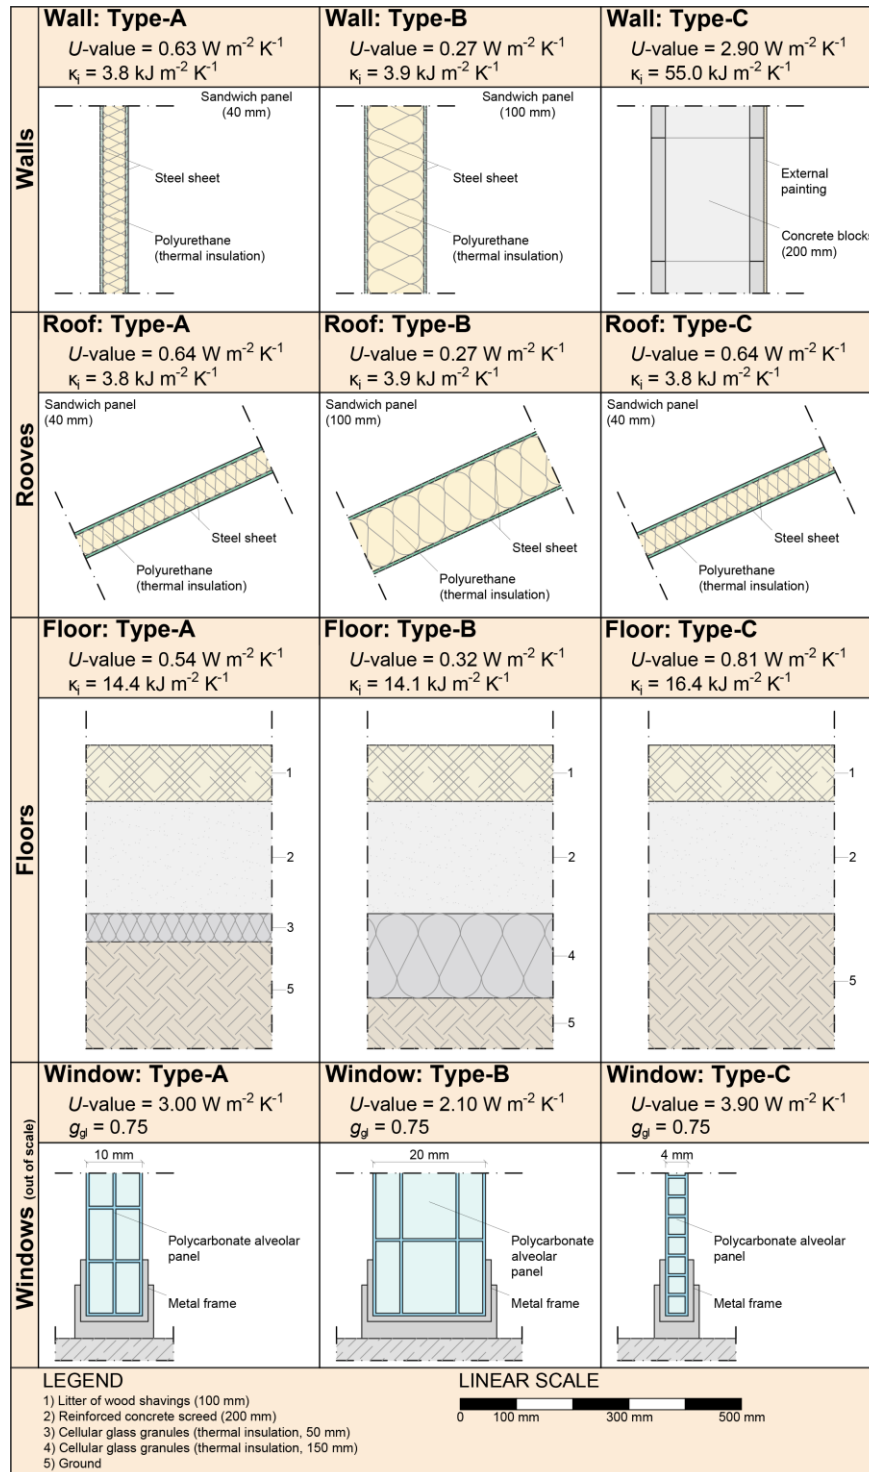 Walls
Wall: Type-A
U-value = 0.63 W m⁻² K⁻¹
κᵢ = 3.8 kJ m⁻² K⁻¹
Sandwich panel
(40 mm)
Steel sheet
Polyurethane
(thermal insulation)
Wall: Type-B
U-value = 0.27 W m⁻² K⁻¹
κᵢ = 3.9 kJ m⁻² K⁻¹
Sandwich panel
(100 mm)
Steel sheet
Polyurethane
(thermal insulation)
Wall: Type-C
U-value = 2.90 W m⁻² K⁻¹
κᵢ = 55.0 kJ m⁻² K⁻¹
External
painting
Concrete blocks
(200 mm)
Rooves
Roof: Type-A
U-value = 0.64 W m⁻² K⁻¹
κᵢ = 3.8 kJ m⁻² K⁻¹
Sandwich panel
(40 mm)
Steel sheet
Polyurethane
(thermal insulation)
Roof: Type-B
U-value = 0.27 W m⁻² K⁻¹
κᵢ = 3.9 kJ m⁻² K⁻¹
Sandwich panel
(100 mm)
Steel sheet
Polyurethane
(thermal insulation)
Roof: Type-C
U-value = 0.64 W m⁻² K⁻¹
κᵢ = 3.8 kJ m⁻² K⁻¹
Sandwich panel
(40 mm)
Steel sheet
Polyurethane
(thermal insulation)
Floors
Floor: Type-A
U-value = 0.54 W m⁻² K⁻¹
κᵢ = 14.4 kJ m⁻² K⁻¹
1
2
3
5
Floor: Type-B
U-value = 0.32 W m⁻² K⁻¹
κᵢ = 14.1 kJ m⁻² K⁻¹
1
2
4
5
Floor: Type-C
U-value = 0.81 W m⁻² K⁻¹
κᵢ = 16.4 kJ m⁻² K⁻¹
1
2
5
Windows (out of scale)
Window: Type-A
U-value = 3.00 W m⁻² K⁻¹
g_gl = 0.75
10 mm
Polycarbonate alveolar
panel
Metal frame
Window: Type-B
U-value = 2.10 W m⁻² K⁻¹
g_gl = 0.75
20 mm
Polycarbonate
alveolar
panel
Metal frame
Window: Type-C
U-value = 3.90 W m⁻² K⁻¹
g_gl = 0.75
4 mm
Polycarbonate alveolar
panel
Metal frame
LEGEND
1) Litter of wood shavings (100 mm)
2) Reinforced concrete screed (200 mm)
3) Cellular glass granules (thermal insulation, 50 mm)
4) Cellular glass granules (thermal insulation, 150 mm)
5) Ground
LINEAR SCALE
0 100 mm 300 mm 500 mm